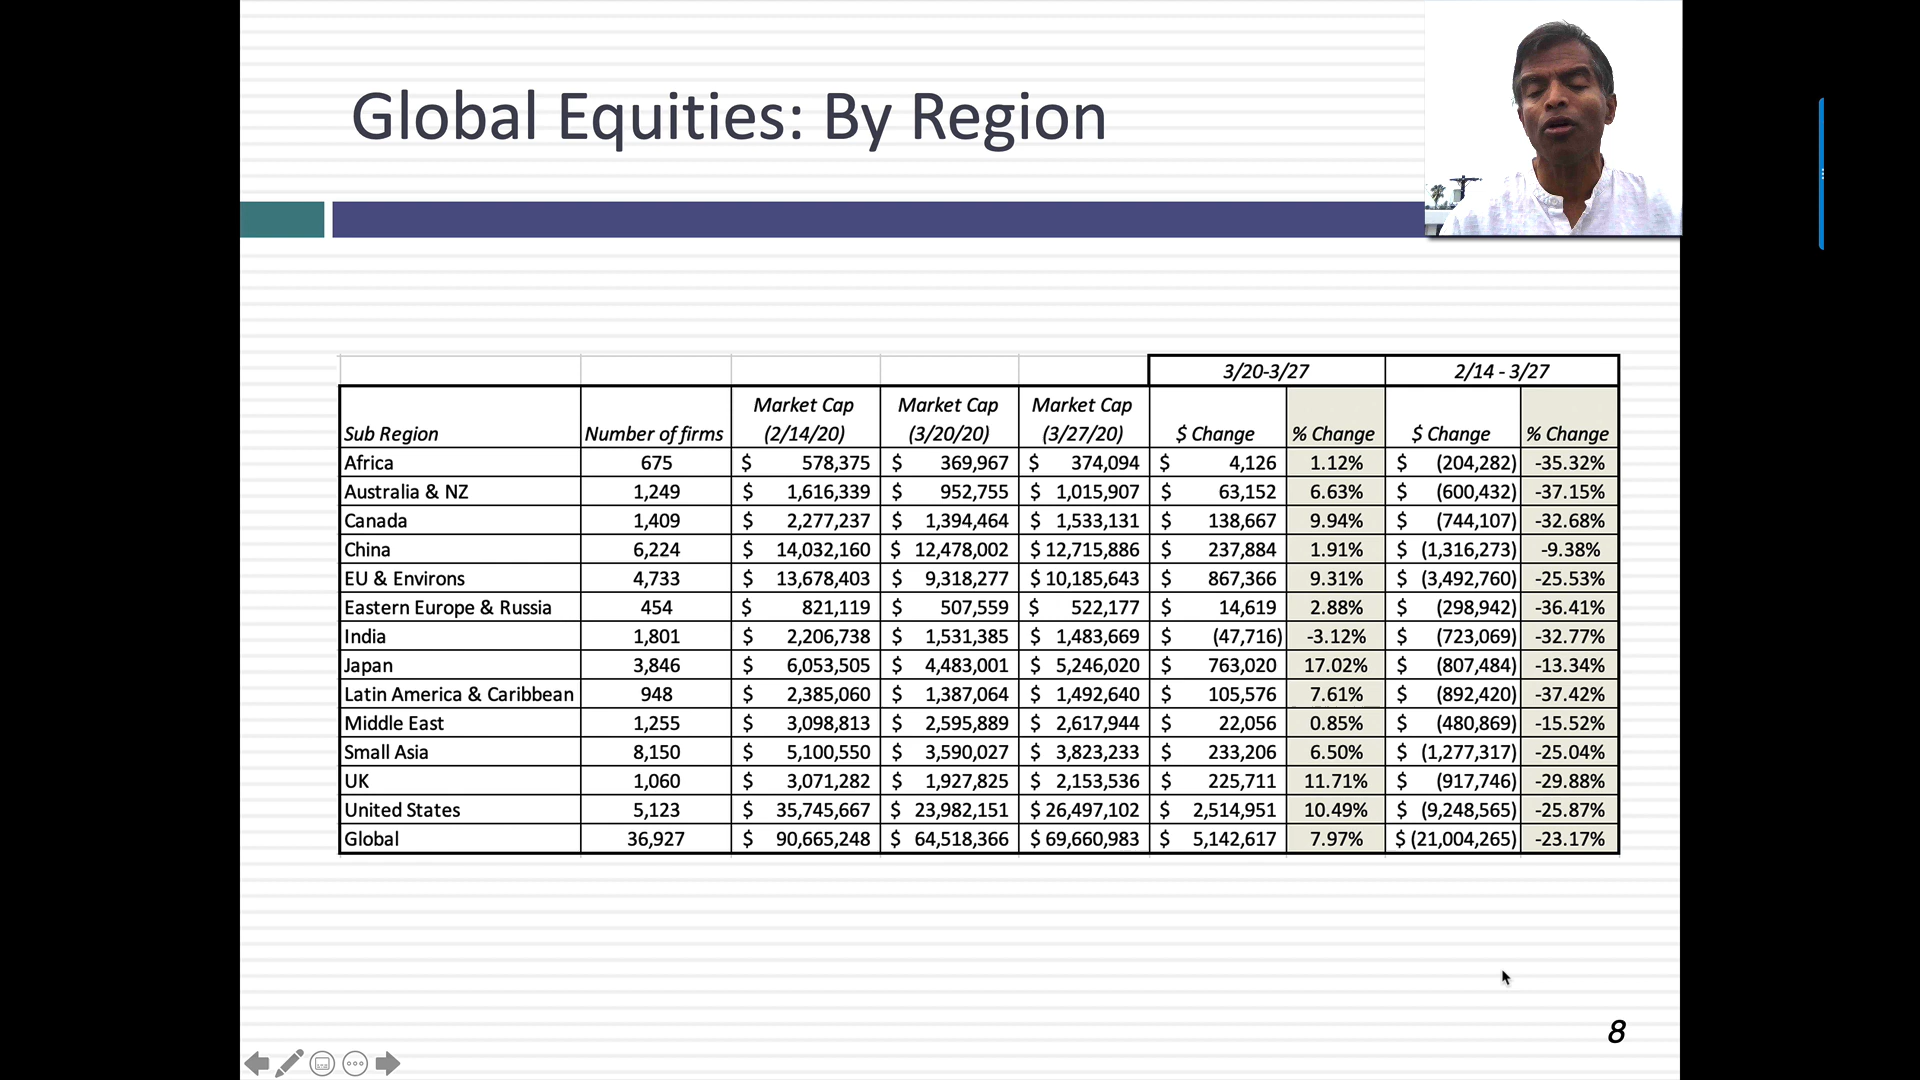 Global Equities: By Region
3/20-3/27 2/14 - 3/27
Sub Region Number of firms Market Cap (2/14/20) Market Cap (3/20/20) Market Cap (3/27/20) $ Change % Change $ Change % Change
Africa 675 $ 578,375 $ 369,967 $ 374,094 $ 4,126 1.12% $ (204,282) -35.32%
Australia & NZ 1,249 $ 1,616,339 $ 952,755 $ 1,015,907 $ 63,152 6.63% $ (600,432) -37.15%
Canada 1,409 $ 2,277,237 $ 1,394,464 $ 1,533,131 $ 138,667 9.94% $ (744,107) -32.68%
China 6,224 $ 14,032,160 $ 12,478,002 $ 12,715,886 $ 237,884 1.91% $ (1,316,273) -9.38%
EU & Environs 4,733 $ 13,678,403 $ 9,318,277 $ 10,185,643 $ 867,366 9.31% $ (3,492,760) -25.53%
Eastern Europe & Russia 454 $ 821,119 $ 507,559 $ 522,177 $ 14,619 2.88% $ (298,942) -36.41%
India 1,801 $ 2,206,738 $ 1,531,385 $ 1,483,669 $ (47,716) -3.12% $ (723,069) -32.77%
Japan 3,846 $ 6,053,505 $ 4,483,001 $ 5,246,020 $ 763,020 17.02% $ (807,484) -13.34%
Latin America & Caribbean 948 $ 2,385,060 $ 1,387,064 $ 1,492,640 $ 105,576 7.61% $ (892,420) -37.42%
Middle East 1,255 $ 3,098,813 $ 2,595,889 $ 2,617,944 $ 22,056 0.85% $ (480,869) -15.52%
Small Asia 8,150 $ 5,100,550 $ 3,590,027 $ 3,823,233 $ 233,206 6.50% $ (1,277,317) -25.04%
UK 1,060 $ 3,071,282 $ 1,927,825 $ 2,153,536 $ 225,711 11.71% $ (917,746) -29.88%
United States 5,123 $ 35,745,667 $ 23,982,151 $ 26,497,102 $ 2,514,951 10.49% $ (9,248,565) -25.87%
Global 36,927 $ 90,665,248 $ 64,518,366 $ 69,660,983 $ 5,142,617 7.97% $ (21,004,265) -23.17%
8